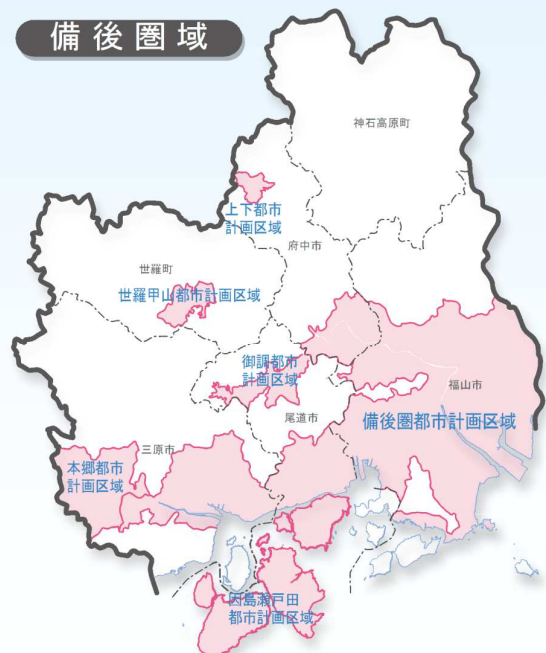 備後圏域
神石高原町
上下都市
計画区域
府中市
世羅町
世羅甲山都市計画区域
御調都市
計画区域
福山市
尾道市
備後圏都市計画区域
三原市
本郷都市
計画区域
因島瀬戸田
都市計画区域